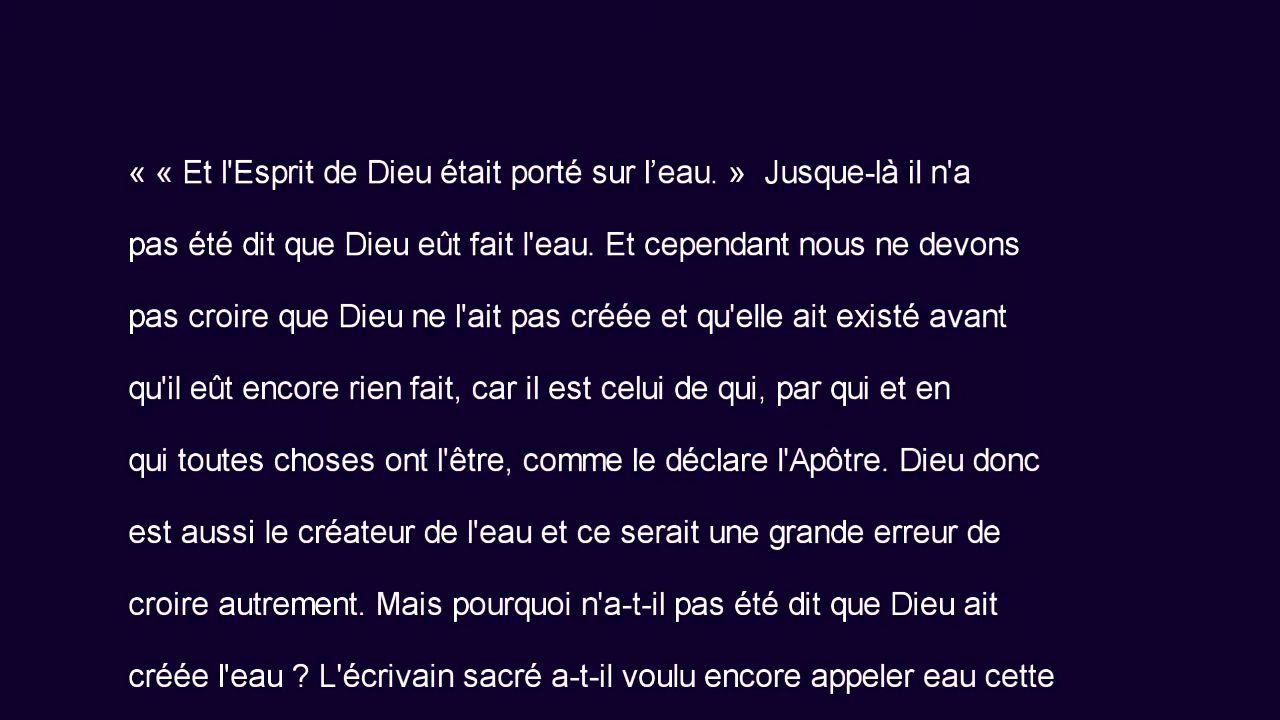 « « Et l'Esprit de Dieu était porté sur l’eau. »  Jusque-là il n'a
pas été dit que Dieu eût fait l'eau. Et cependant nous ne devons
pas croire que Dieu ne l'ait pas créée et qu'elle ait existé avant
qu'il eût encore rien fait, car il est celui de qui, par qui et en
qui toutes choses ont l'être, comme le déclare l'Apôtre. Dieu donc
est aussi le créateur de l'eau et ce serait une grande erreur de
croire autrement. Mais pourquoi n'a-t-il pas été dit que Dieu ait
créée l'eau ? L'écrivain sacré a-t-il voulu encore appeler eau cette